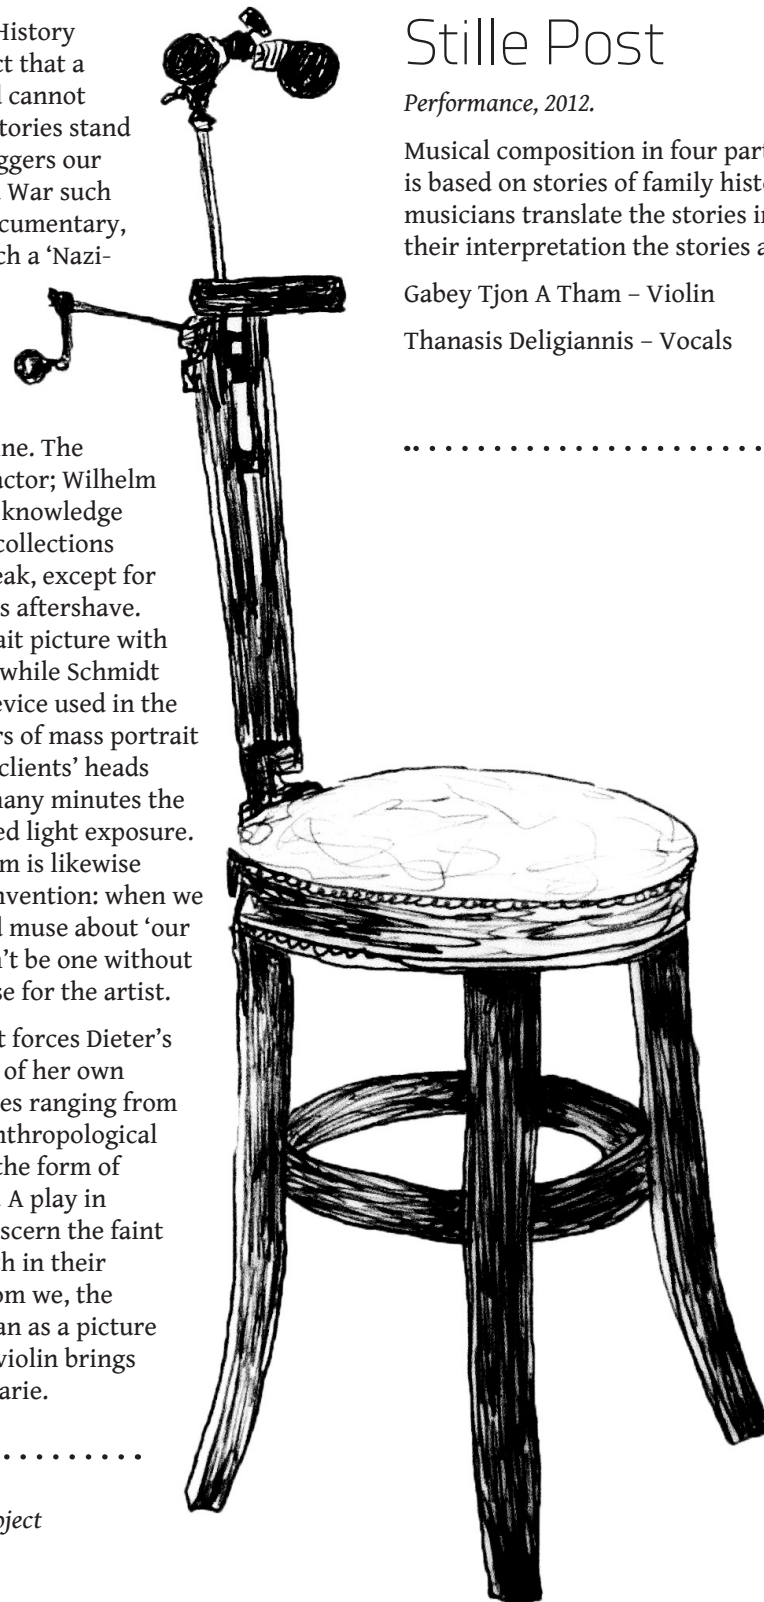 History
ct that a
l cannot
tories stand
ggers our
War such
cumentary,
ch a ‘Nazi-
ne. The
actor; Wilhelm
knowledge
collections
eak, except for
s aftershave.
ait picture with
while Schmidt
evice used in the
rs of mass portrait
clients’ heads
many minutes the
ed light exposure.
m is likewise
nvention: when we
d muse about ‘our
n’t be one without
se for the artist.
t forces Dieter’s
of her own
es ranging from
nthropological
the form of
. A play in
scern the faint
h in their
om we, the
an as a picture
violin brings
arie.
bject
Stille Post
Performance, 2012.
Musical composition in four part
is based on stories of family histo
musicians translate the stories in
their interpretation the stories a
Gabey Tjon A Tham – Violin
Thanasis Deligiannis – Vocals